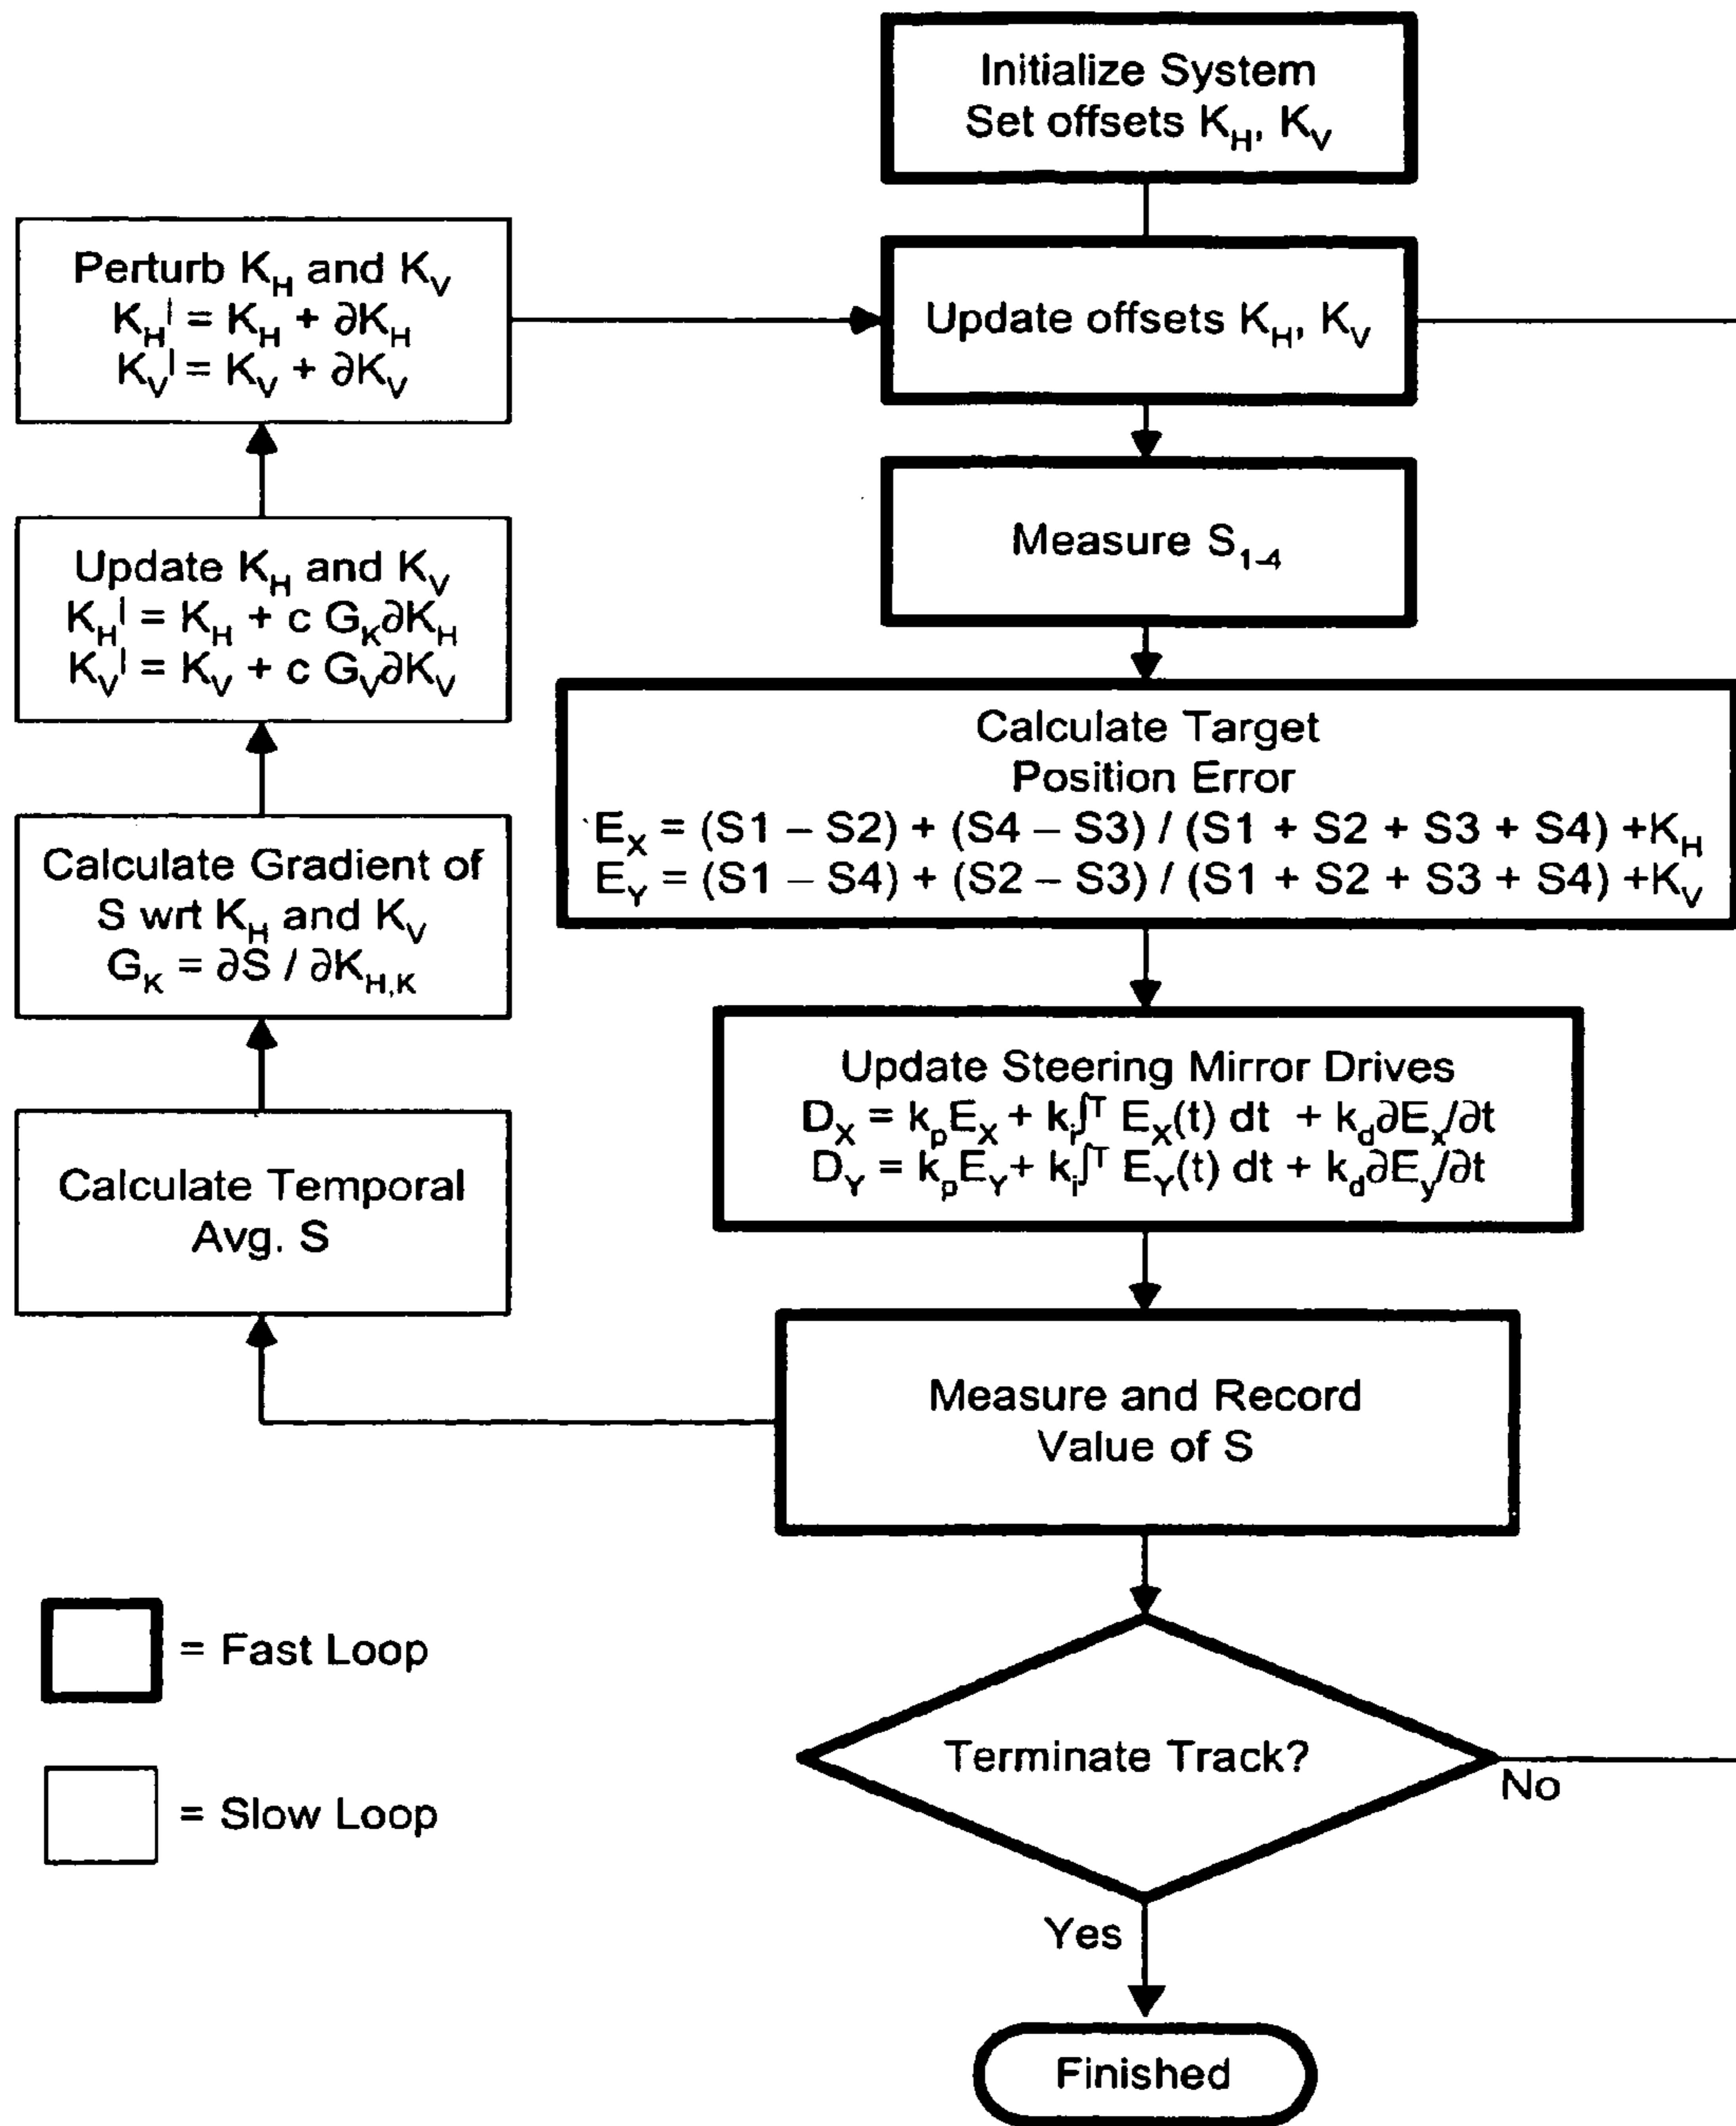 Initialize System
Set offsets K_H, K_V
Perturb K_H and K_V
K_H^| = K_H + ∂K_H
K_V^| = K_V + ∂K_V
Update offsets K_H, K_V
Measure S_1-4
Update K_H and K_V
K_H^| = K_H + c G_K∂K_H
K_V^| = K_V + c G_V∂K_V
Calculate Target
Position Error
E_X = (S1 – S2) + (S4 – S3) / (S1 + S2 + S3 + S4) +K_H
E_Y = (S1 – S4) + (S2 – S3) / (S1 + S2 + S3 + S4) +K_V
Calculate Gradient of
S wrt K_H and K_V
G_K = ∂S / ∂K_H,K
Update Steering Mirror Drives
D_X = k_pE_X + k_i∫^T E_X(t) dt + k_d∂E_x/∂t
D_Y = k_pE_Y + k_i∫^T E_Y(t) dt + k_d∂E_y/∂t
Calculate Temporal
Avg. S
Measure and Record
Value of S
= Fast Loop
= Slow Loop
Terminate Track?
No
Yes
Finished